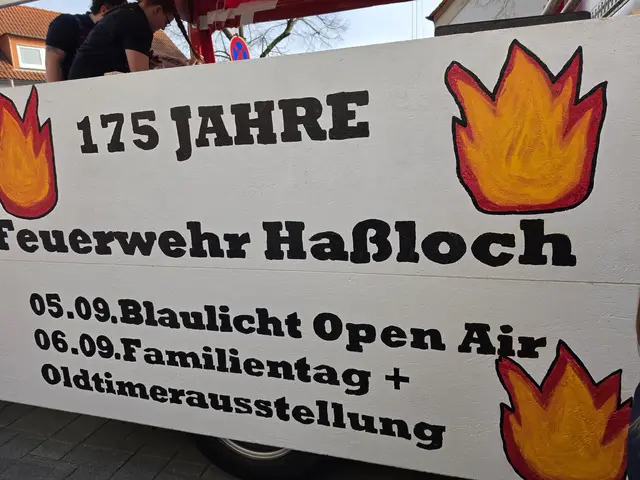 175 JAHRE
Feuerwehr Haßloch
05.09.Blaulicht Open Air
06.09.Familientag +
Oldtimerausstellung